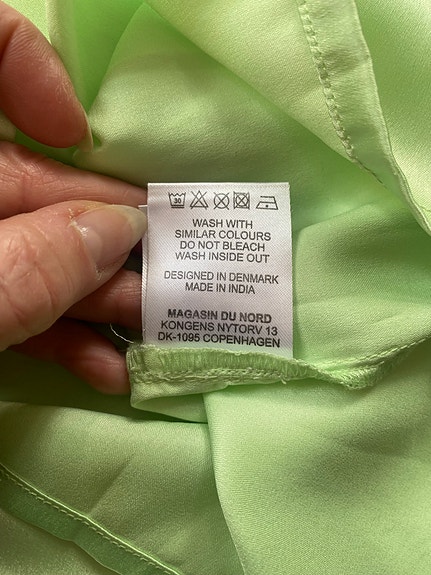 30
WASH WITH
SIMILAR COLOURS
DO NOT BLEACH
WASH INSIDE OUT
DESIGNED IN DENMARK
MADE IN INDIA
MAGASIN DU NORD
KONGENS NYTORV 13
DK-1095 COPENHAGEN